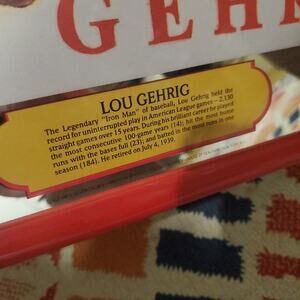 GEH
LOU GEHRIG
The Legendary "Iron Man" of baseball, Lou Gehrig held the
record for uninterrupted play in American League games – 2,130
straight games over 15 years. During his brilliant career he played
the most consecutive 100-game years (14); hit the most home
runs with the bases full (23); and batted in the most runs in one
season (184). He retired on July 4, 1939.